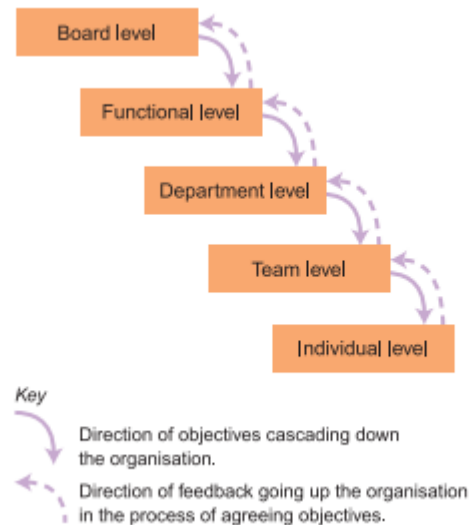 Board level
Functional level
Department level
Team level
Individual level
Key
Direction of objectives cascading down
the organisation.
Direction of feedback going up the organisation
in the process of agreeing objectives.